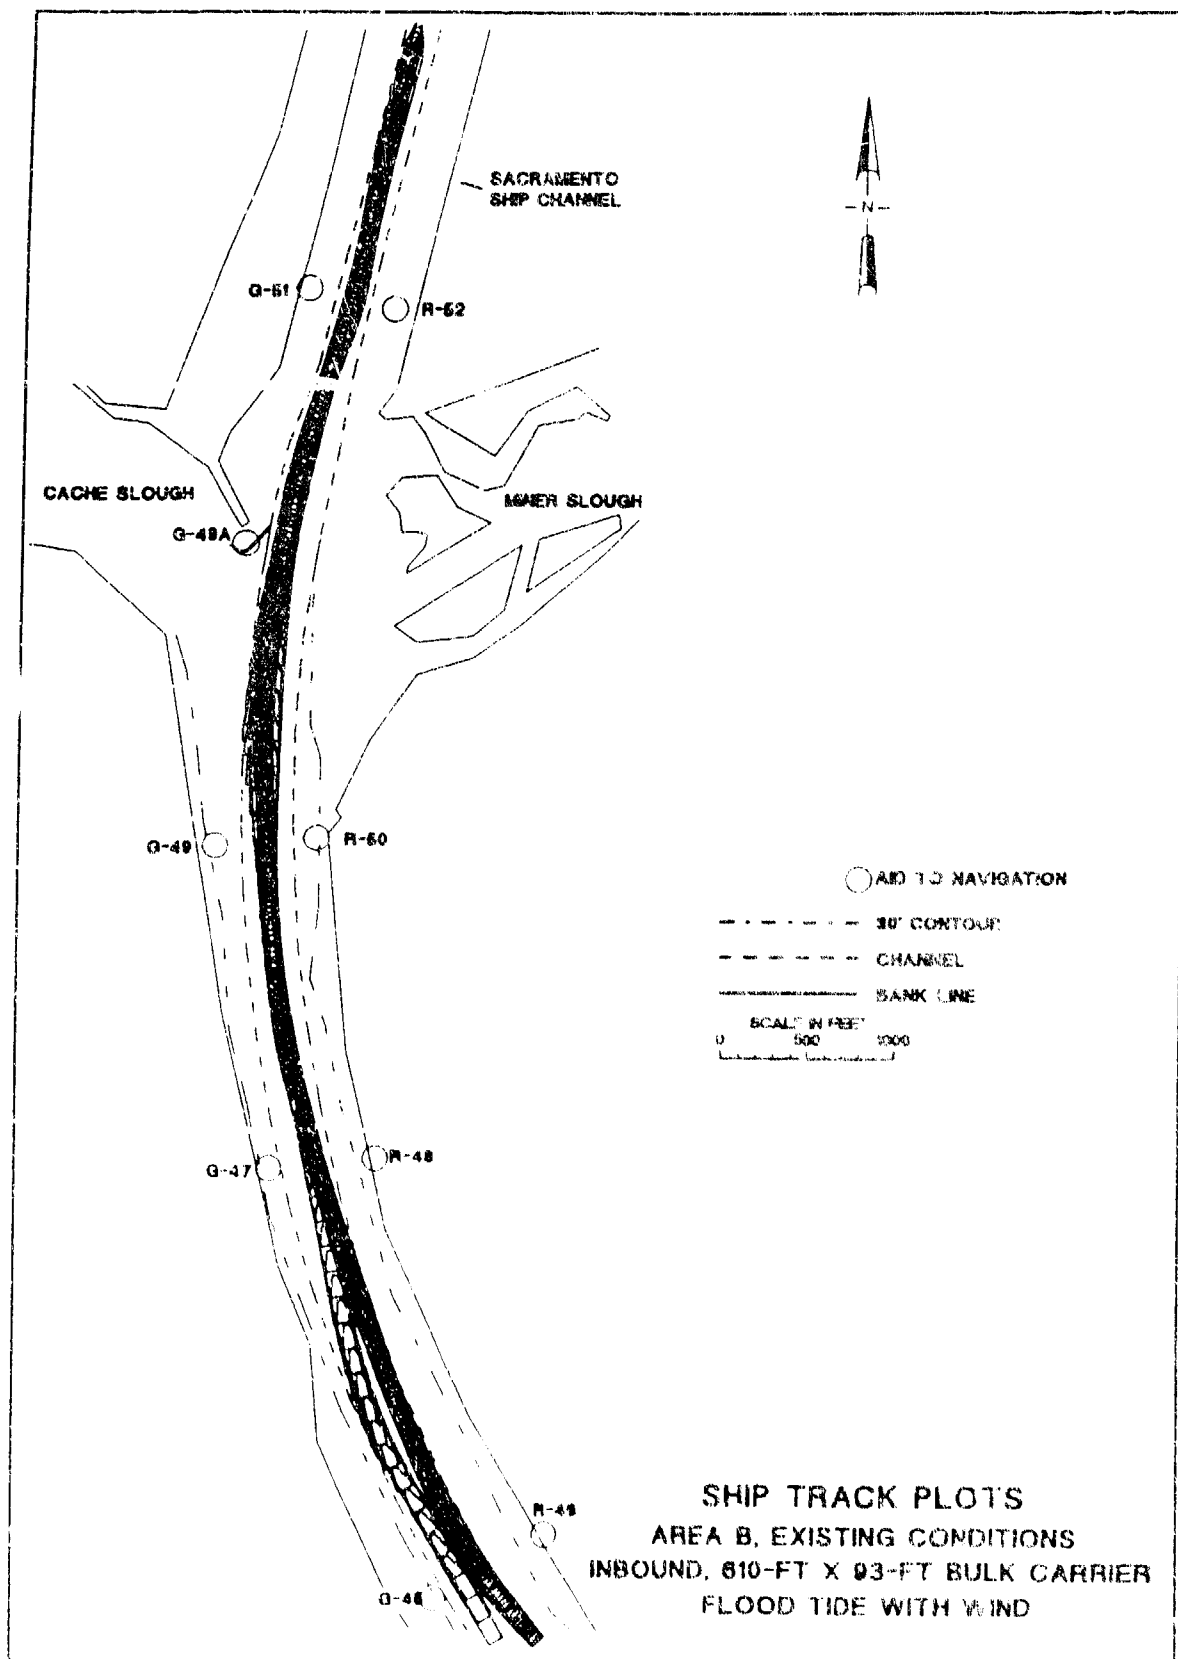 SACRAMENTO
SHIP CHANNEL
N
G-51
R-52
CACHE SLOUGH
MINER SLOUGH
G-49A
G-49
R-50
AID TO NAVIGATION
30' CONTOUR
CHANNEL
BANK LINE
SCALE IN FEET
0 500 1000
G-47
R-48
SHIP TRACK PLOTS
R-46
AREA B, EXISTING CONDITIONS
INBOUND, 610-FT X 93-FT BULK CARRIER
FLOOD TIDE WITH WIND